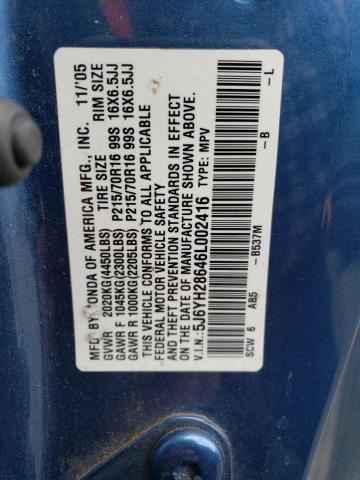 MFD. BY HONDA OF AMERICA MFG., INC. 11/'05
TIRE SIZE RIM SIZE
GVWR 2020KG(4450LBS)
GAWR F 1045KG(2300LBS) P215/70R16 99S 16X6.5JJ
GAWR R 1000KG(2205LBS) P215/70R16 99S 16X6.5JJ
THIS VEHICLE CONFORMS TO ALL APPLICABLE
FEDERAL MOTOR VEHICLE SAFETY
AND THEFT PREVENTION STANDARDS IN EFFECT
ON THE DATE OF MANUFACTURE SHOWN ABOVE.
V.I.N.:5J6YH28646L002416 TYPE: MPV
SCW 6 AB5 -B537M -B -L